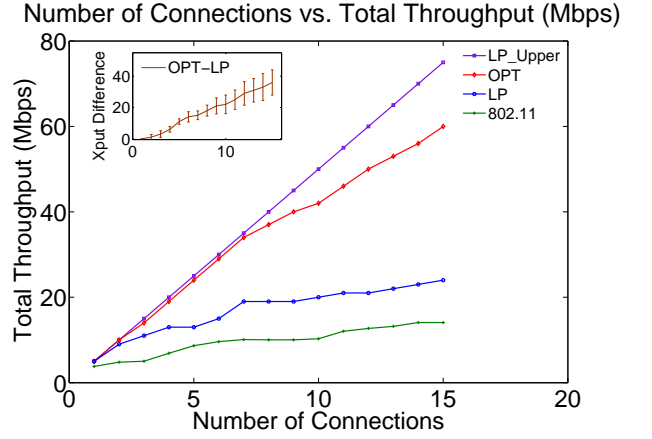 Number of Connections vs. Total Throughput (Mbps)
Total Throughput (Mbps)
80
60
40
20
0
0
5
10
15
20
Number of Connections
LP_Upper
OPT
LP
802.11
Xput Difference
40
20
0
0
10
OPT−LP